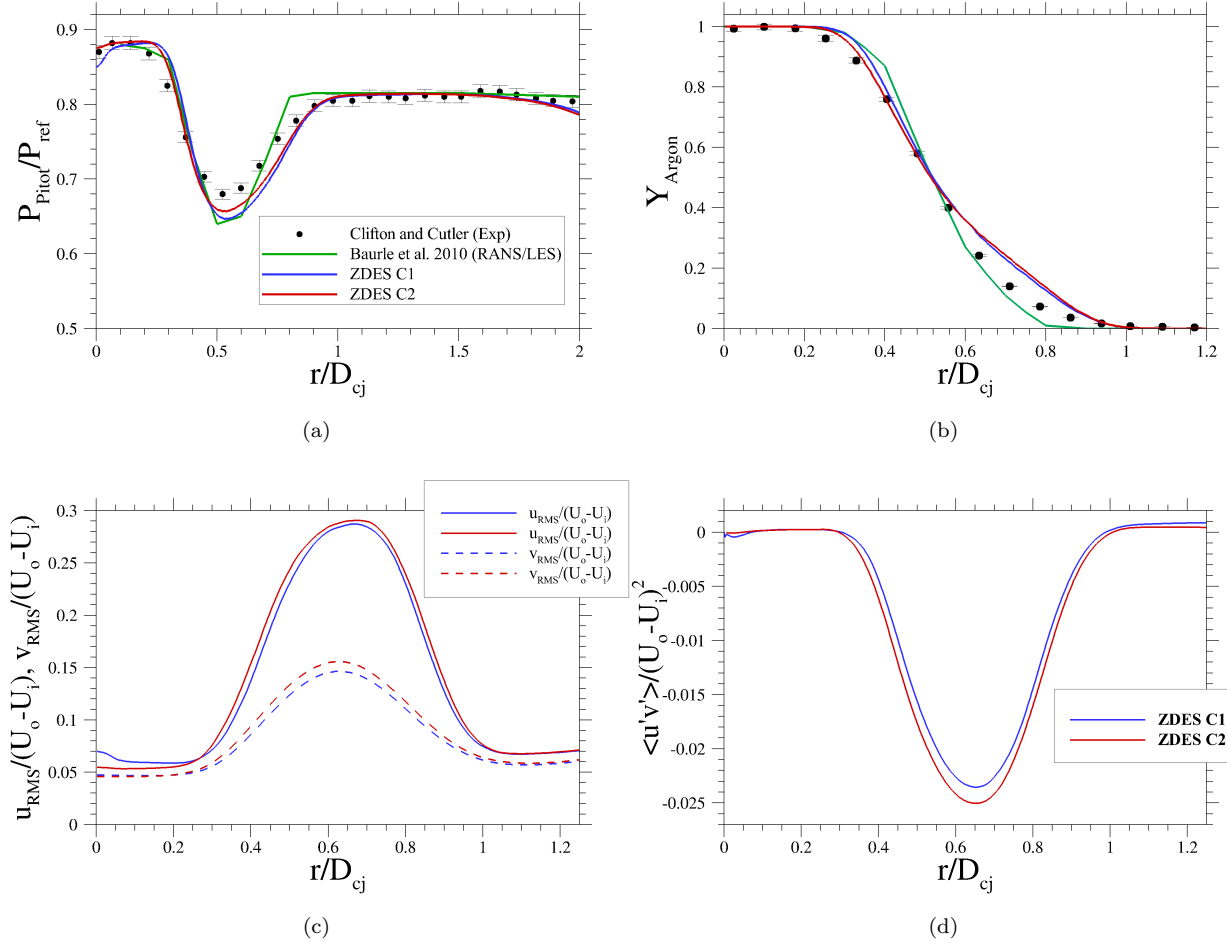 0.9
0.8
0.7
0.6
0.5
P_Pitot/P_ref
Clifton and Cutler (Exp)
Baurle et al. 2010 (RANS/LES)
ZDES C1
ZDES C2
0 0.5 1 1.5 2
r/D_cj
(a)
1
0.8
0.6
0.4
0.2
0
Y_Argon
0 0.2 0.4 0.6 0.8 1 1.2
r/D_cj
(b)
0.3
0.25
0.2
0.15
0.1
0.05
0
u_RMS/(U_o-U_i), v_RMS/(U_o-U_i)
u_RMS/(U_o-U_i)
u_RMS/(U_o-U_i)
v_RMS/(U_o-U_i)
v_RMS/(U_o-U_i)
0 0.2 0.4 0.6 0.8 1 1.2
r/D_cj
(c)
0
-0.005
-0.01
-0.015
-0.02
-0.025
<u'v'>/(U_o-U_i)^2
ZDES C1
ZDES C2
0 0.2 0.4 0.6 0.8 1 1.2
r/D_cj
(d)